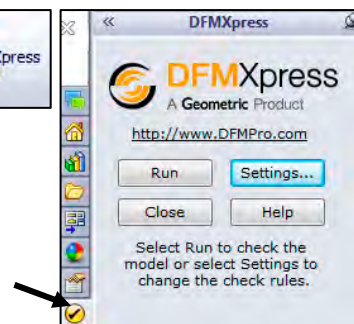 press
DFMXpress
DFMXpress
A Geometric Product
http://www.DFMPro.com
Run Settings...
Close Help
Select Run to check the
model or select Settings to
change the check rules.